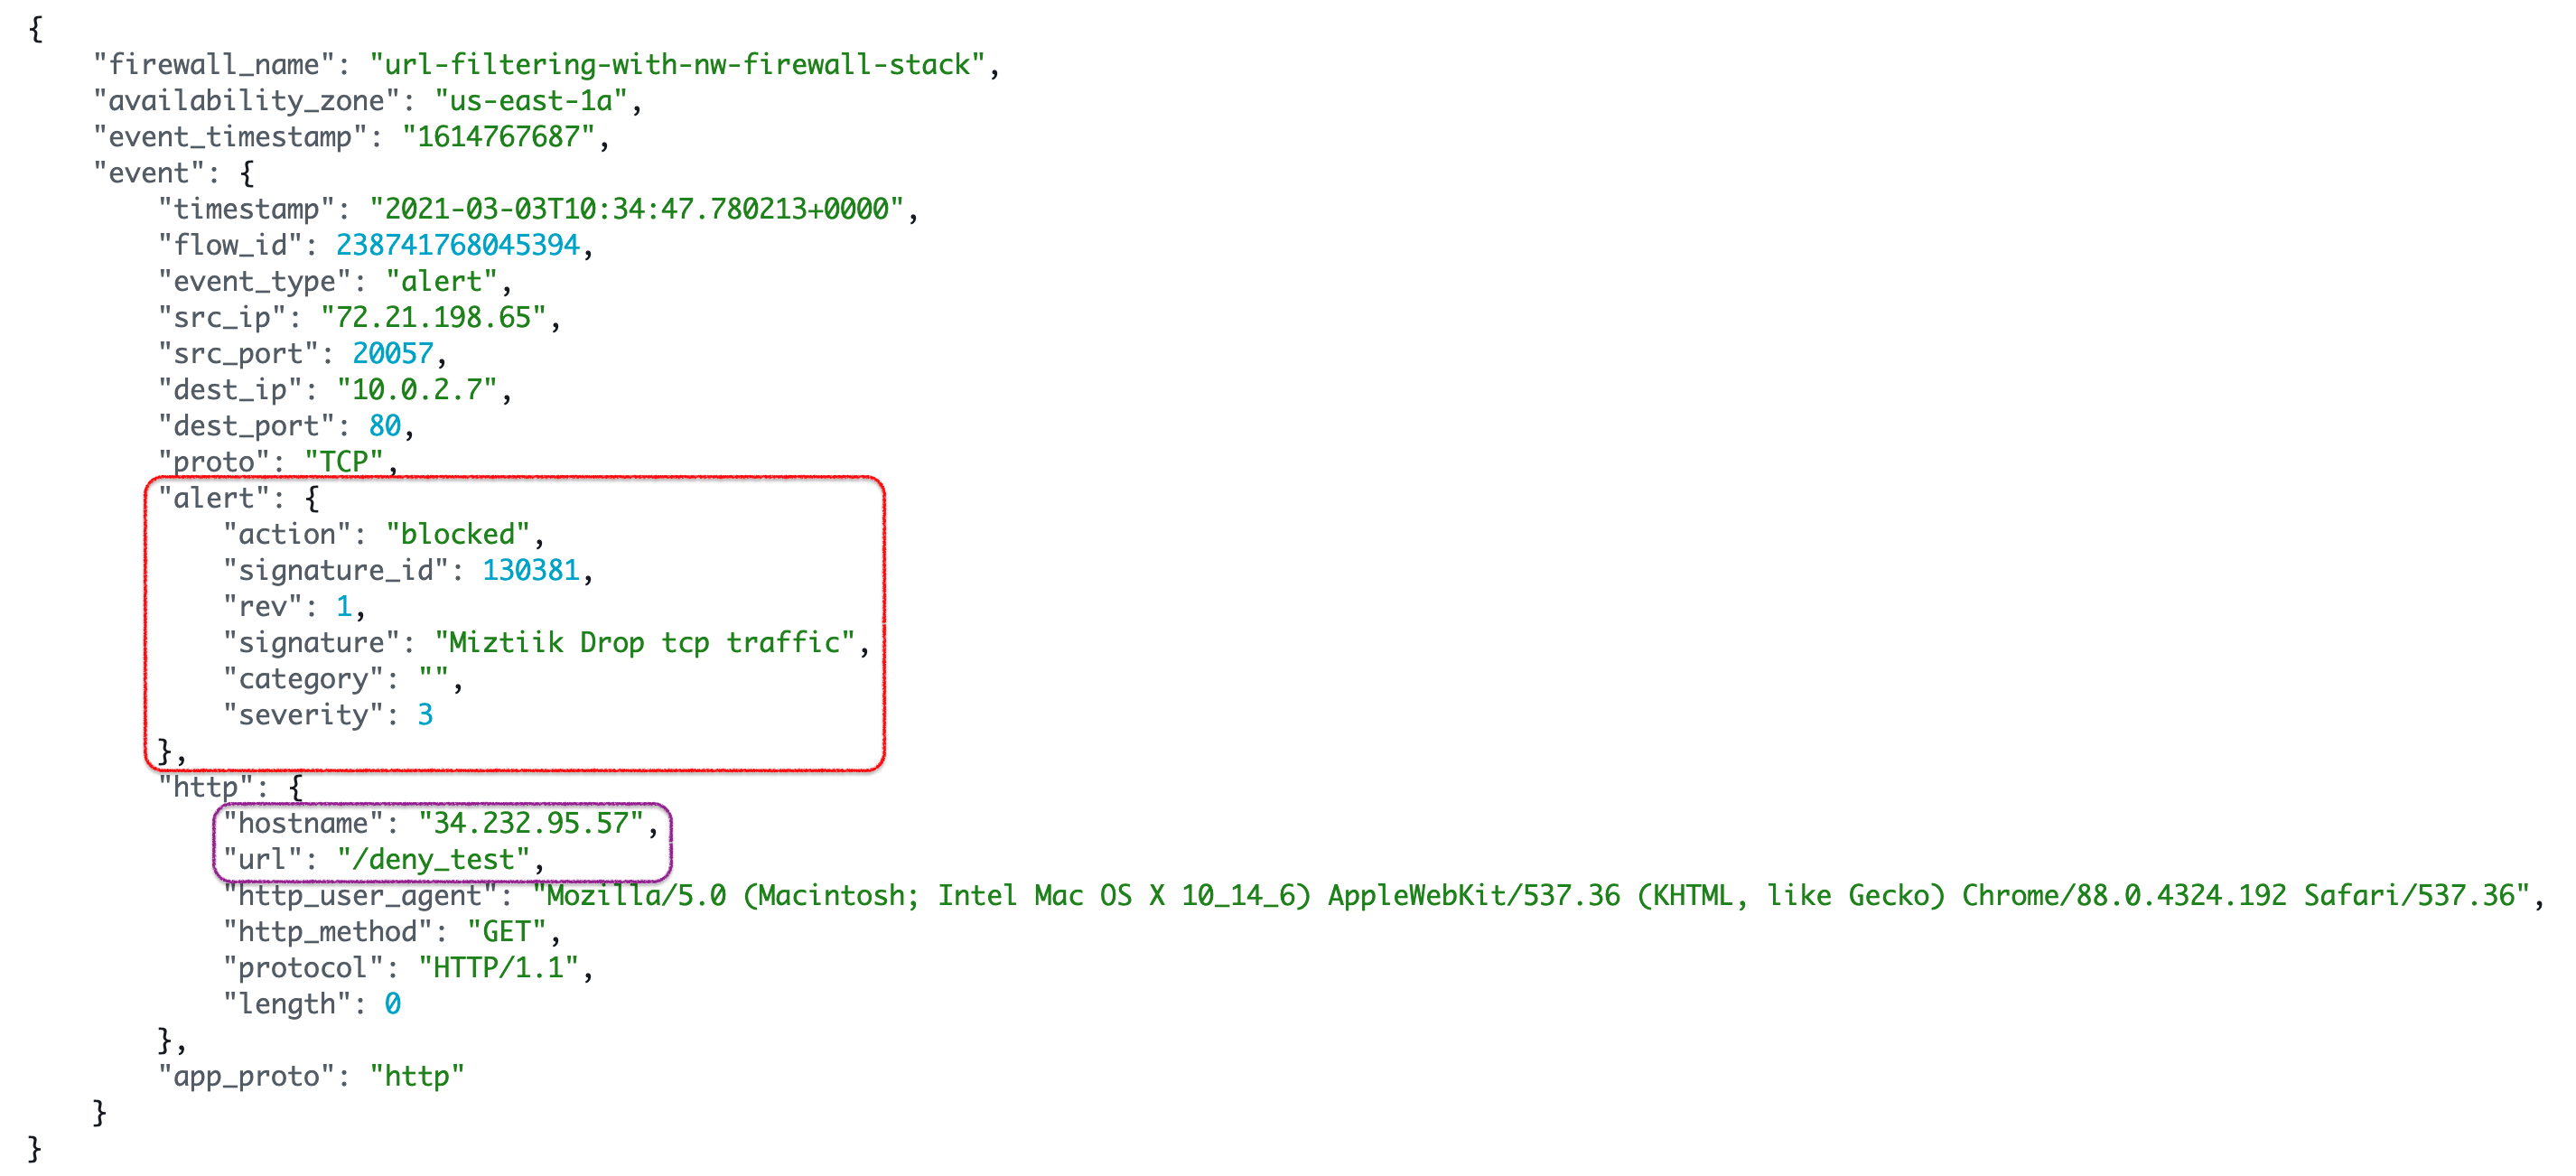 {
"firewall_name": "url-filtering-with-nw-firewall-stack",
"availability_zone": "us-east-1a",
"event_timestamp": "1614767687",
"event": {
"timestamp": "2021-03-03T10:34:47.780213+0000",
"flow_id": 238741768045394,
"event_type": "alert",
"src_ip": "72.21.198.65",
"src_port": 20057,
"dest_ip": "10.0.2.7",
"dest_port": 80,
"proto": "TCP",
"alert": {
"action": "blocked",
"signature_id": 130381,
"rev": 1,
"signature": "Miztiik Drop tcp traffic",
"category": "",
"severity": 3
},
"http": {
"hostname": "34.232.95.57",
"url": "/deny_test",
"http_user_agent": "Mozilla/5.0 (Macintosh; Intel Mac OS X 10_14_6) AppleWebKit/537.36 (KHTML, like Gecko) Chrome/88.0.4324.192 Safari/537.36",
"http_method": "GET",
"protocol": "HTTP/1.1",
"length": 0
},
"app_proto": "http"
}
}